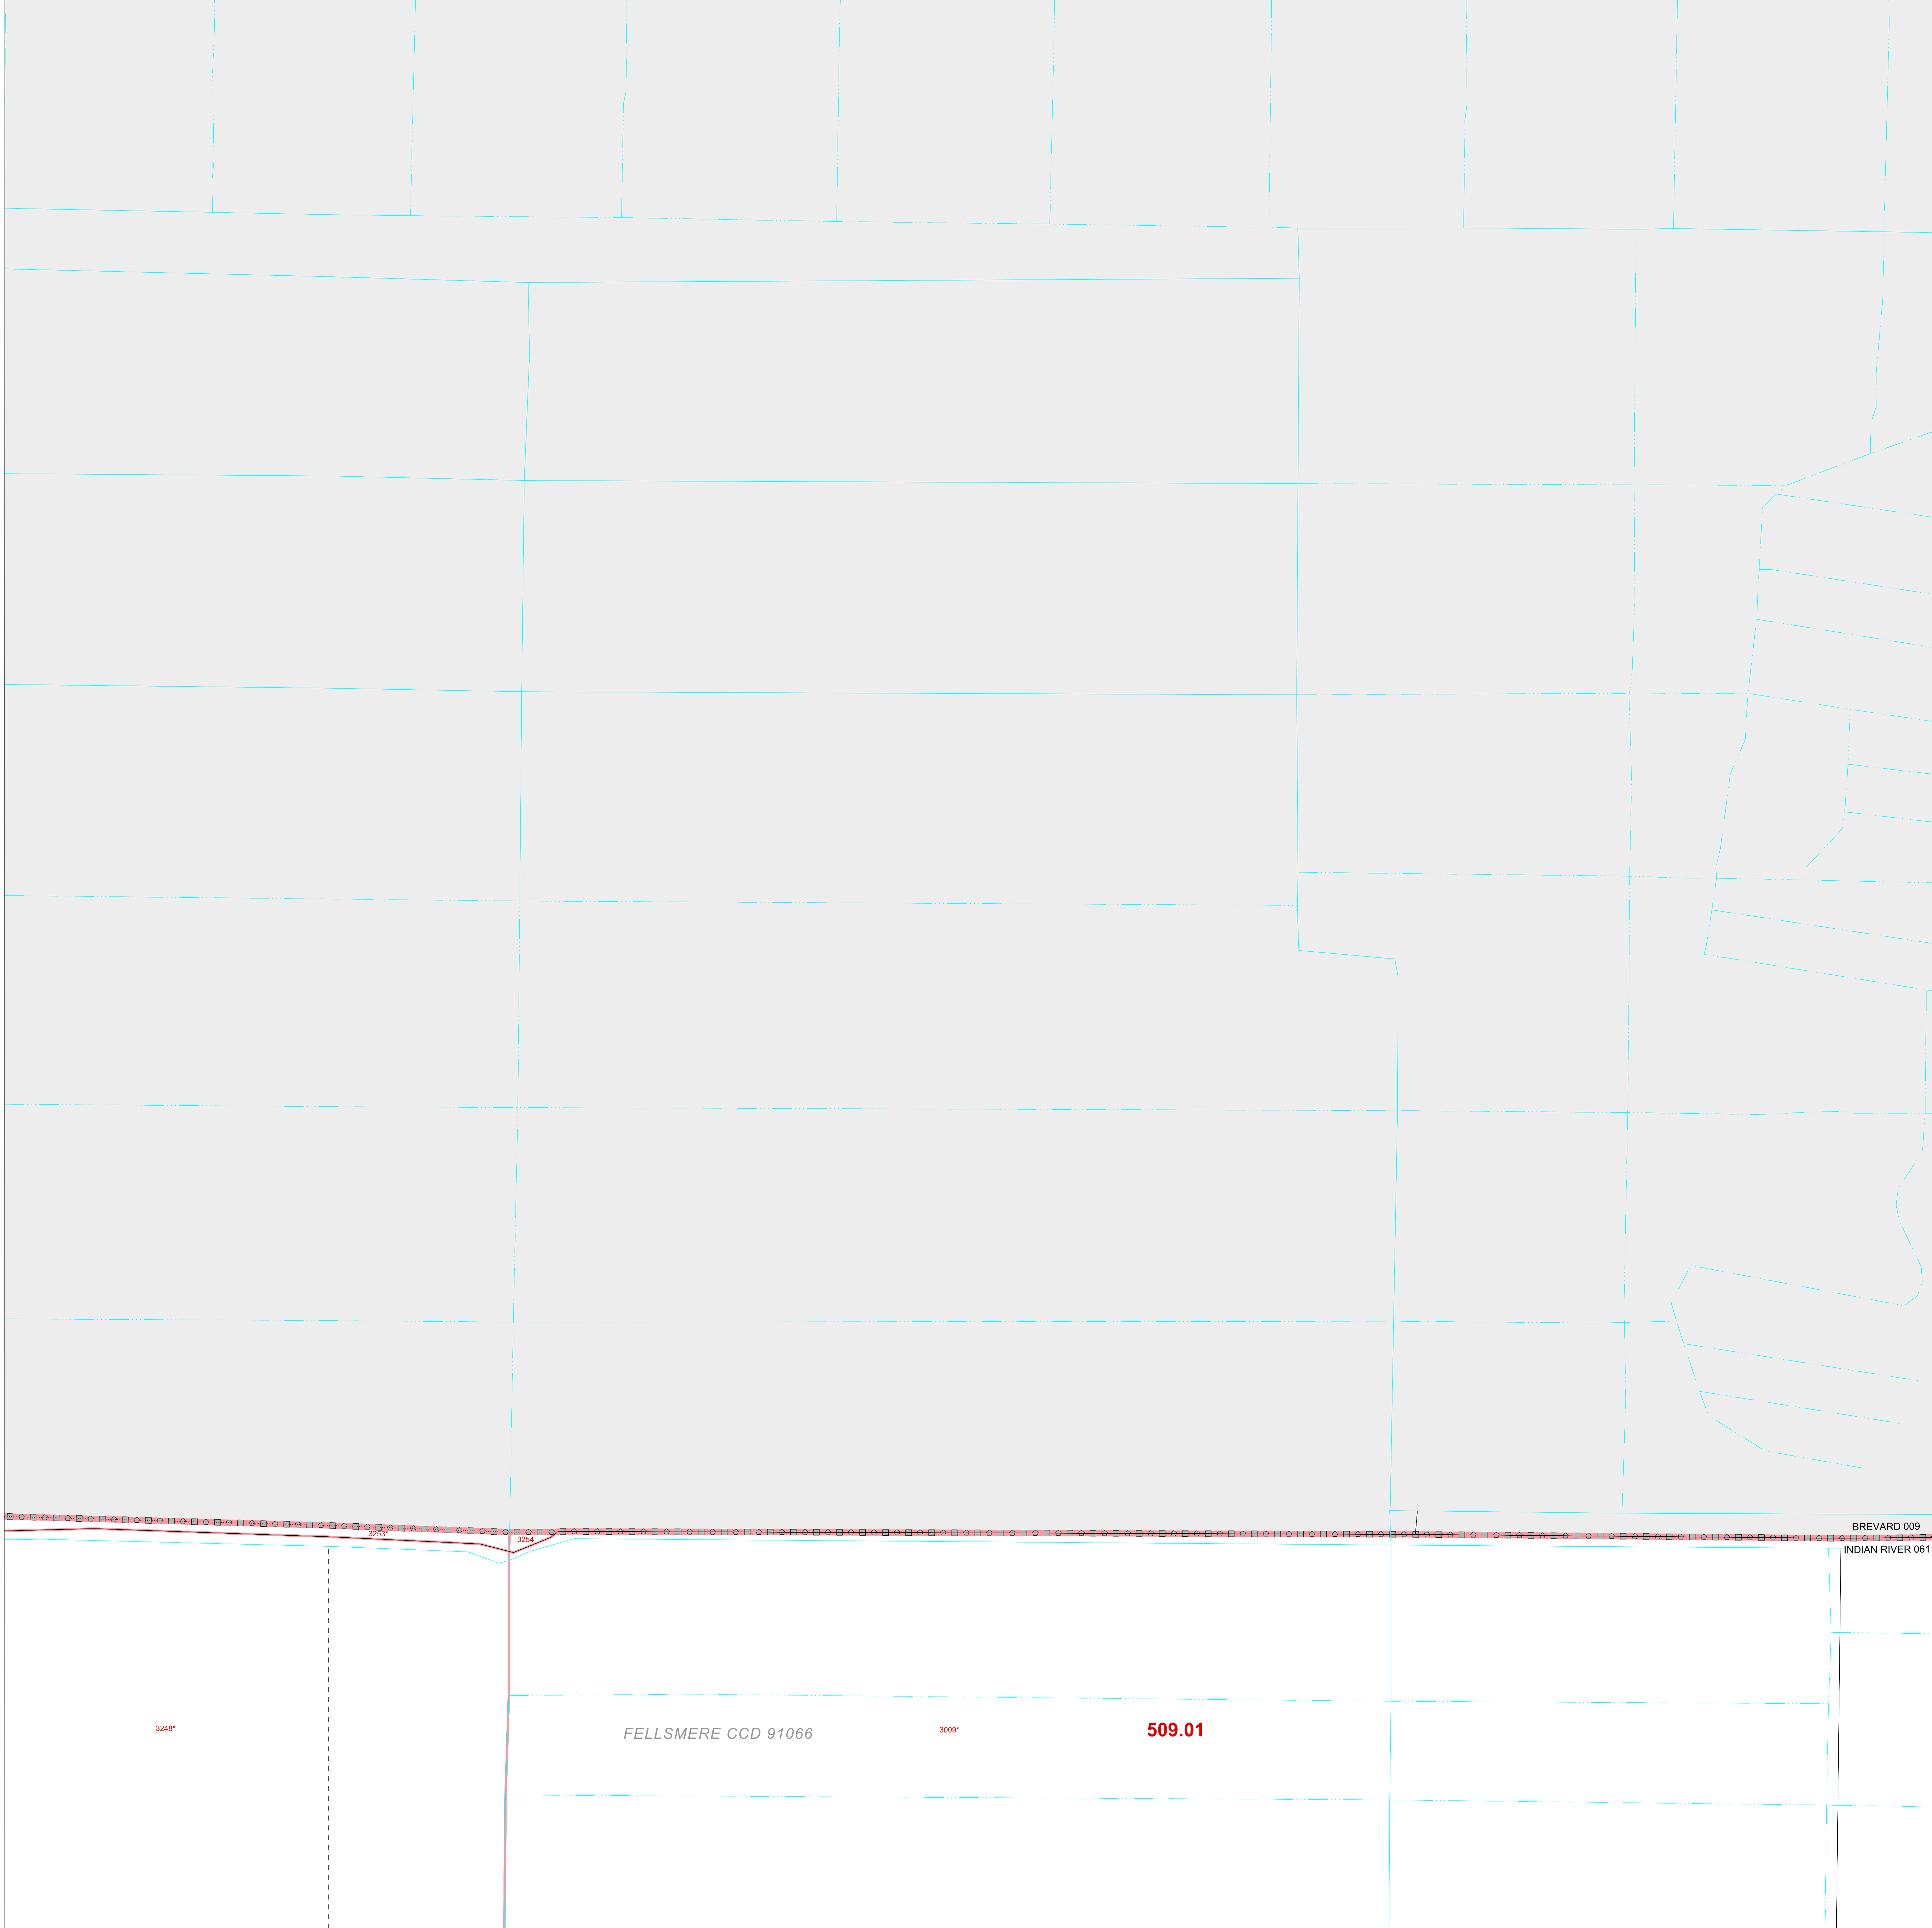 BREVARD 009
3253*
3254
INDIAN RIVER 061
3248*
FELLSMERE CCD 91066
3009*
509.01